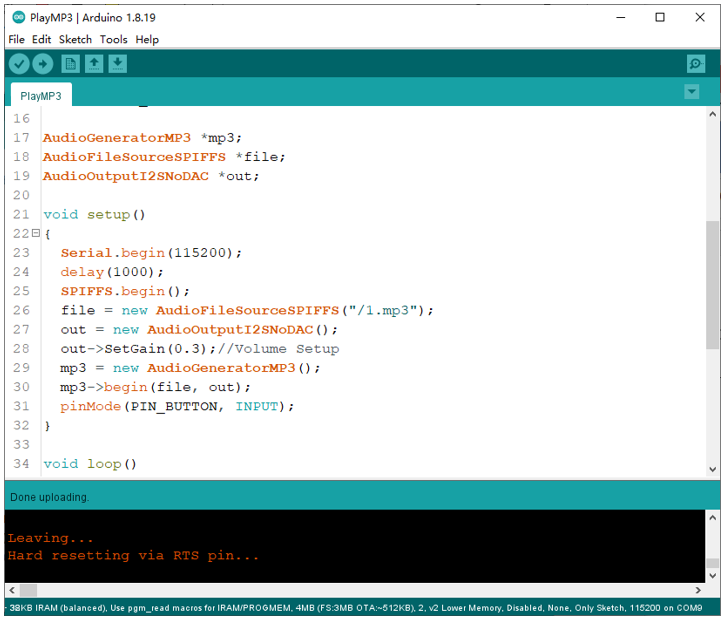 PlayMP3 | Arduino 1.8.19
File Edit Sketch Tools Help
PlayMP3
16
17 AudioGeneratorMP3 *mp3;
18 AudioFileSourceSPIFFS *file;
19 AudioOutputI2SNoDAC *out;
20
21 void setup()
22 {
23 Serial.begin(115200);
24 delay(1000);
25 SPIFFS.begin();
26 file = new AudioFileSourceSPIFFS("/1.mp3");
27 out = new AudioOutputI2SNoDAC();
28 out->SetGain(0.3);//Volume Setup
29 mp3 = new AudioGeneratorMP3();
30 mp3->begin(file, out);
31 pinMode(PIN_BUTTON, INPUT);
32 }
33
34 void loop()
Done uploading.
Leaving...
Hard resetting via RTS pin...
38KB IRAM (balanced), Use pgm_read macros for IRAM/PROGMEM, 4MB (FS:3MB OTA:~512KB), 2, v2 Lower Memory, Disabled, None, Only Sketch, 115200 on COM9